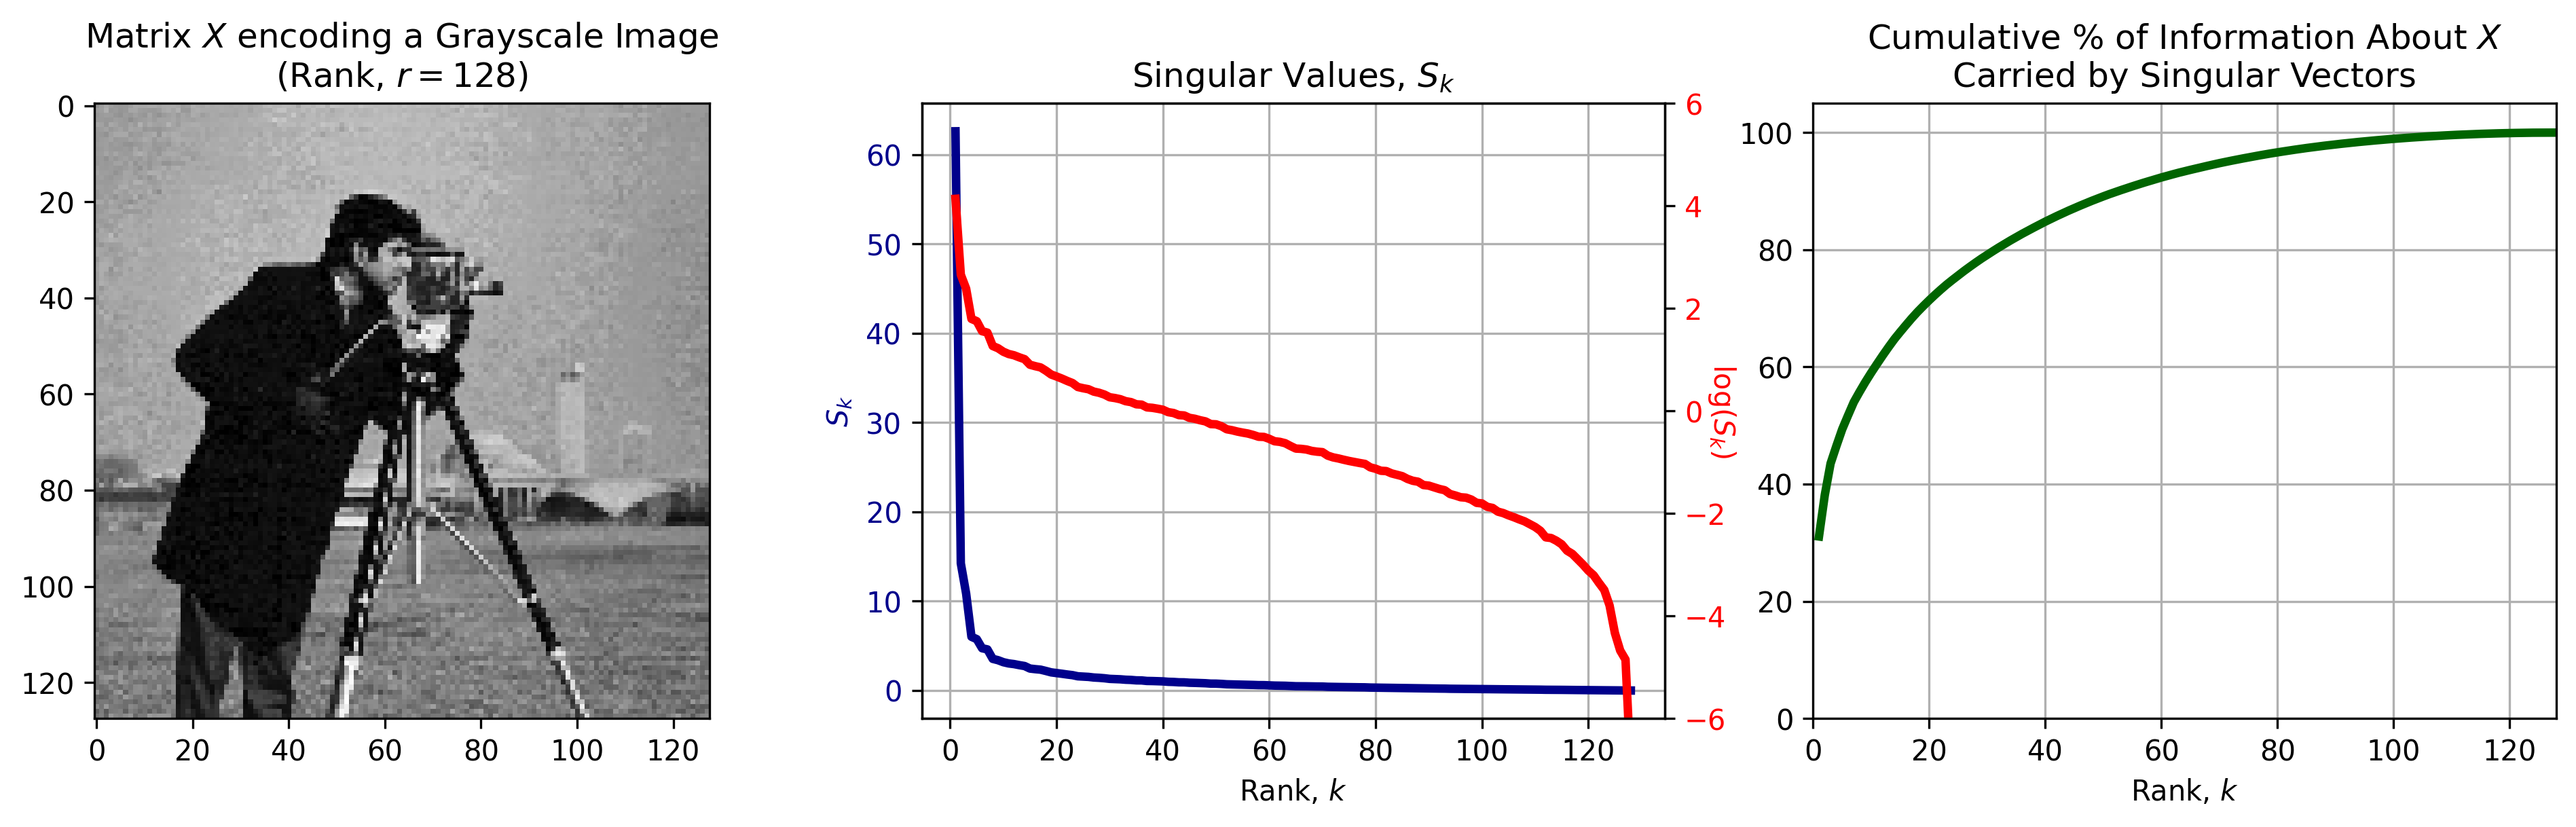 Matrix X encoding a Grayscale Image
(Rank, r = 128)
0
20
40
60
80
100
120
0 20 40 60 80 100 120
Singular Values, Sₖ
60
50
40
30
20
10
0
Sₖ
6
4
2
0
−2
−4
−6
log(Sₖ)
0 20 40 60 80 100 120
Rank, k
Cumulative % of Information About X
Carried by Singular Vectors
100
80
60
40
20
0
0 20 40 60 80 100 120
Rank, k